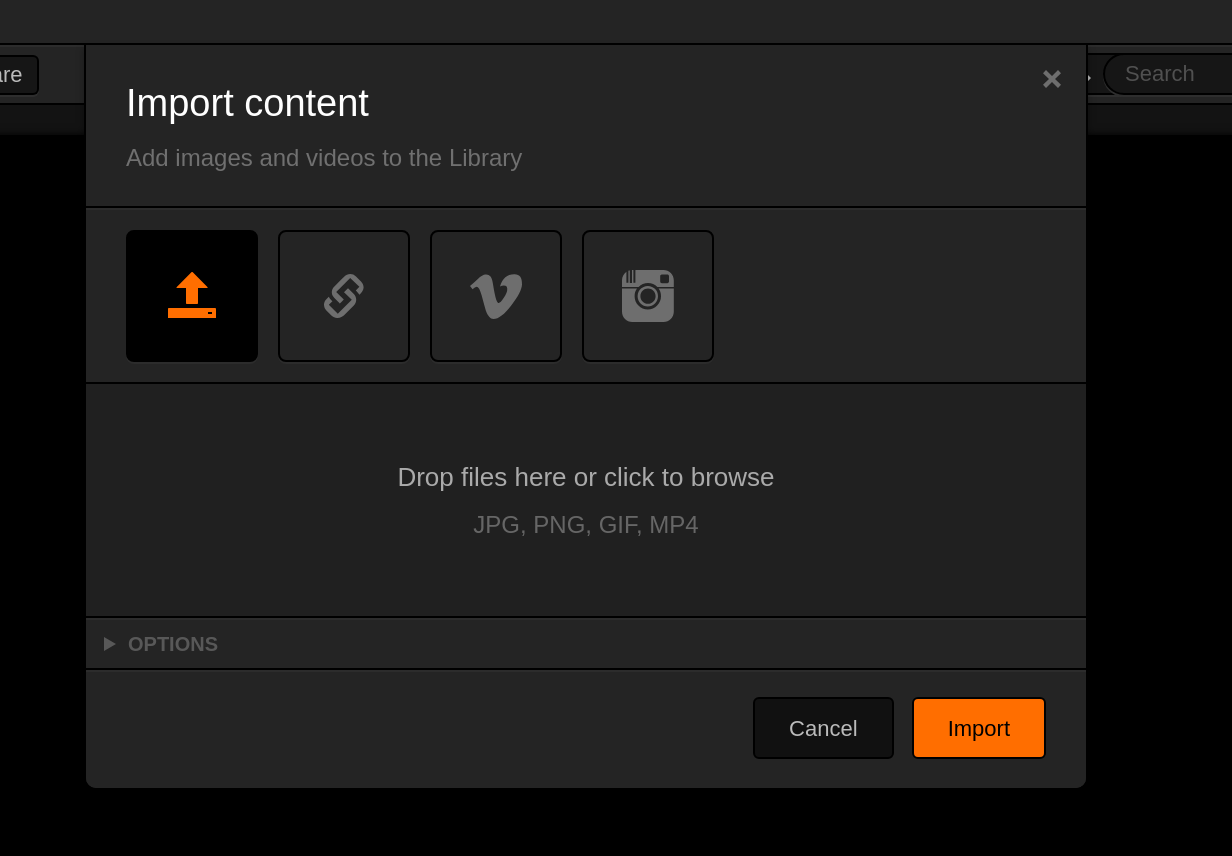 Search
Import content
Add images and videos to the Library
Drop files here or click to browse
JPG, PNG, GIF, MP4
OPTIONS
Cancel
Import